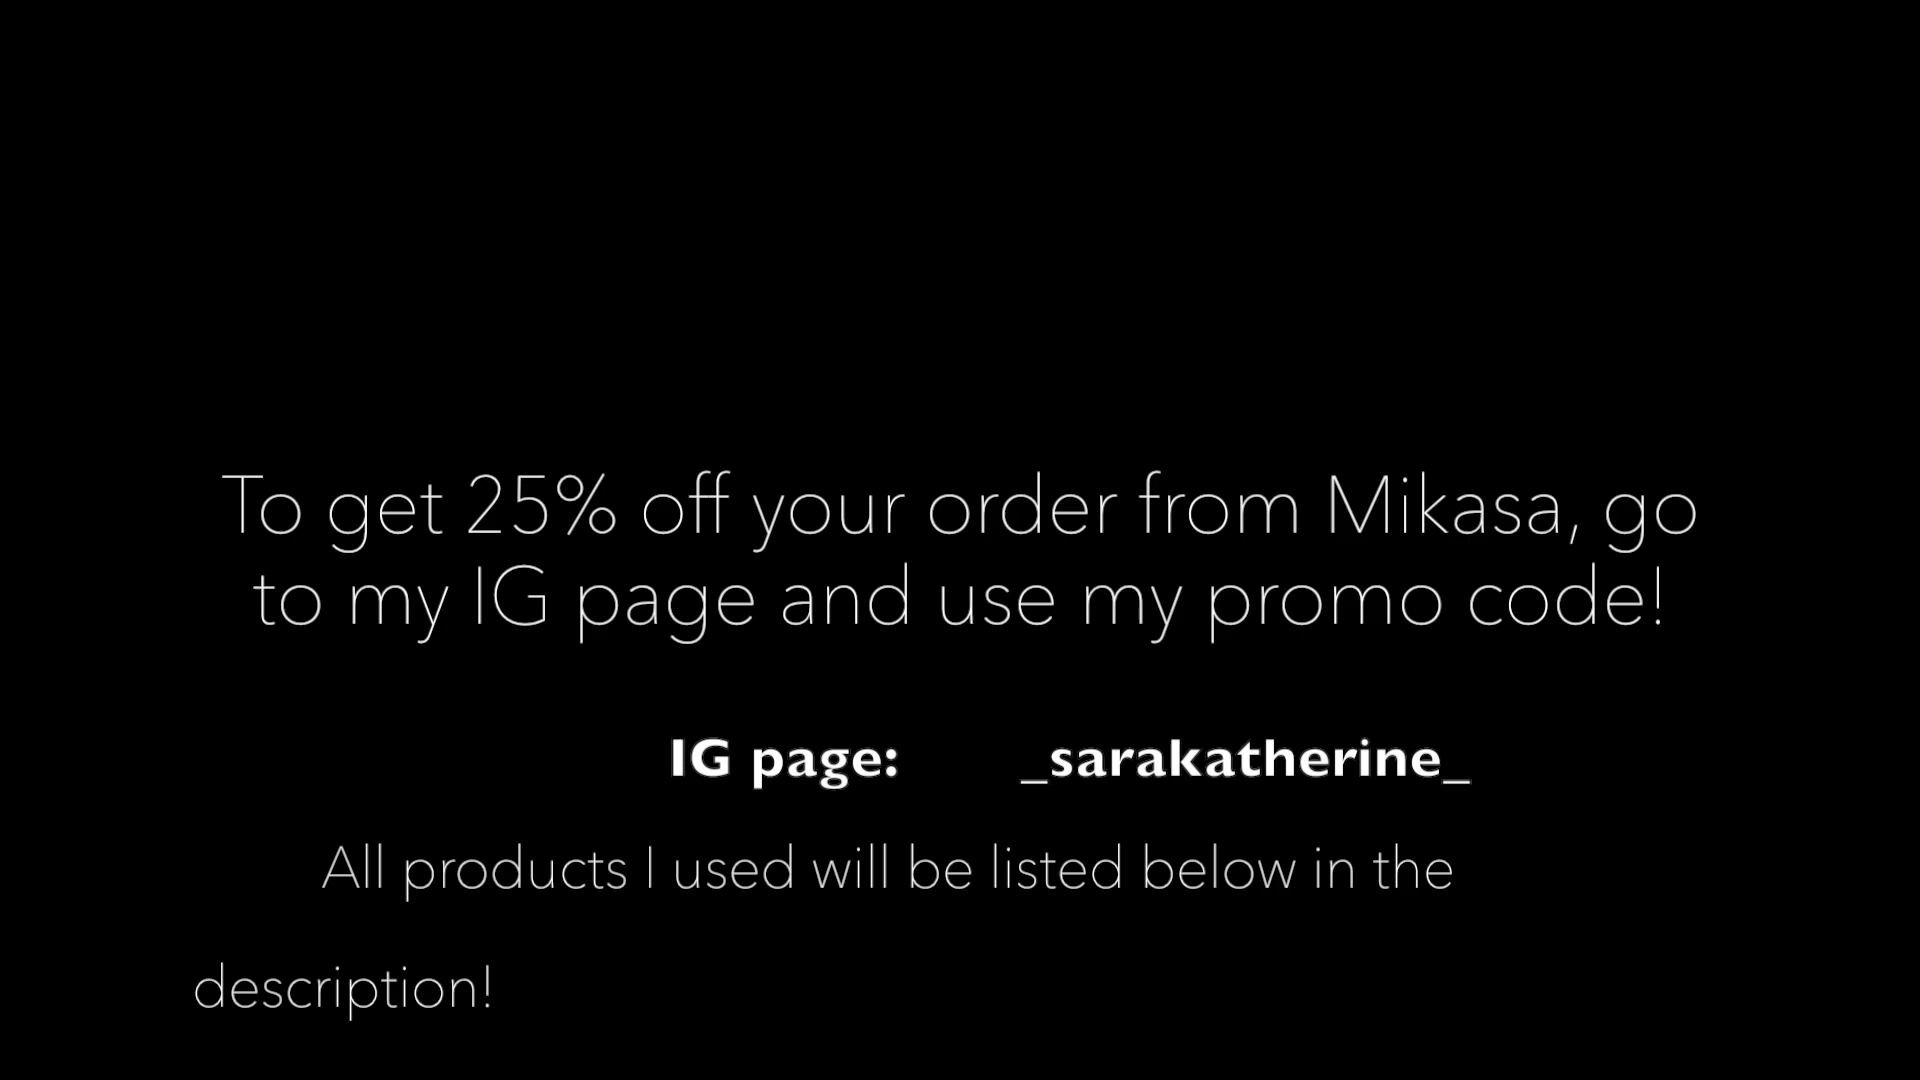 To get 25% off your order from Mikasa, go
to my IG page and use my promo code!
IG page: _sarakatherine_
All products I used will be listed below in the
description!